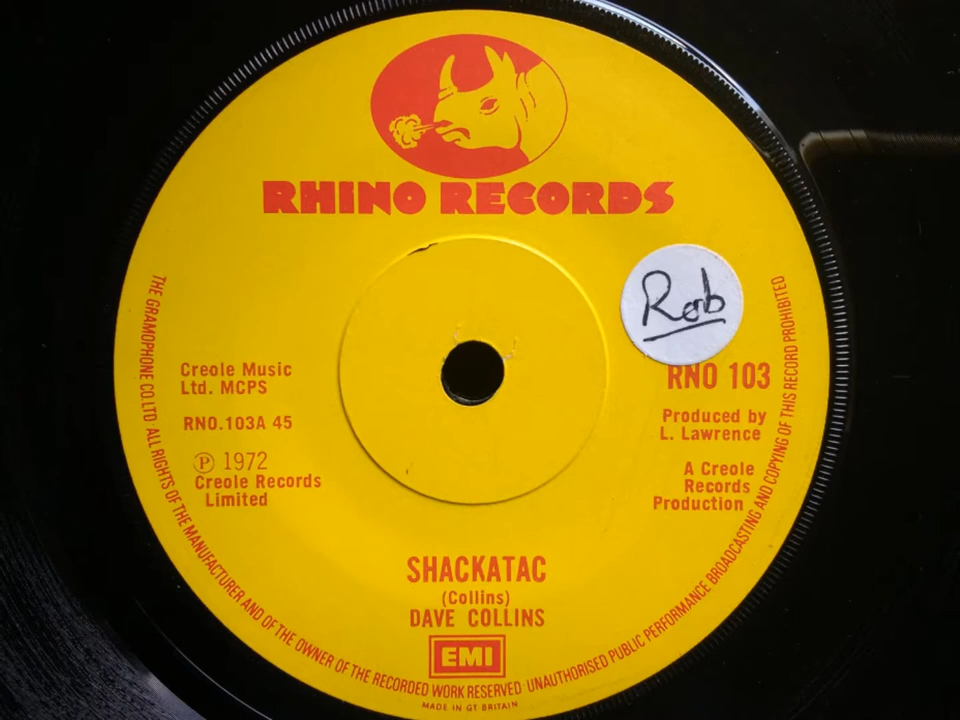 RHINO RECORDS
Rob
RNO 103
Creole Music
Ltd. MCPS
RNO.103A 45
Ⓟ 1972
Creole Records
Limited
Produced by
L. Lawrence
A Creole
Records
Production
SHACKATAC
(Collins)
DAVE COLLINS
EMI
THE GRAMOPHONE CO.LTD ALL RIGHTS OF THE MANUFACTURER AND OF THE OWNER OF THE RECORDED WORK RESERVED UNAUTHORISED PUBLIC PERFORMANCE BROADCASTING AND COPYING OF THIS RECORD PROHIBITED
MADE IN GT BRITAIN